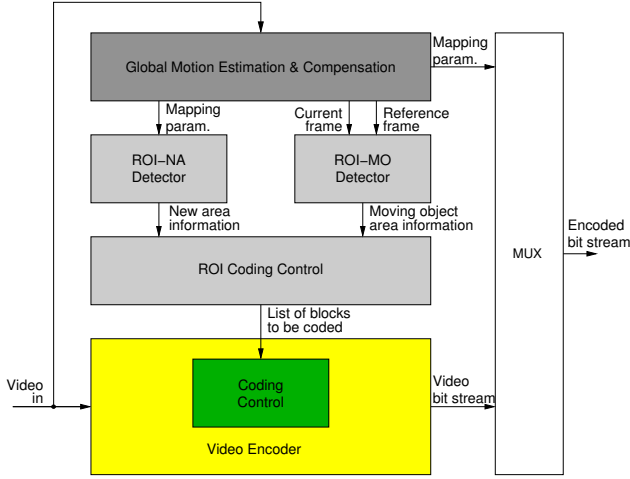 Global Motion Estimation & Compensation
Mapping
param.
Mapping
param.
Current
frame
Reference
frame
ROI–NA
Detector
ROI–MO
Detector
New area
information
Moving object
area information
ROI Coding Control
MUX
Encoded
bit stream
List of blocks
to be coded
Video
in
Coding
Control
Video
bit stream
Video Encoder